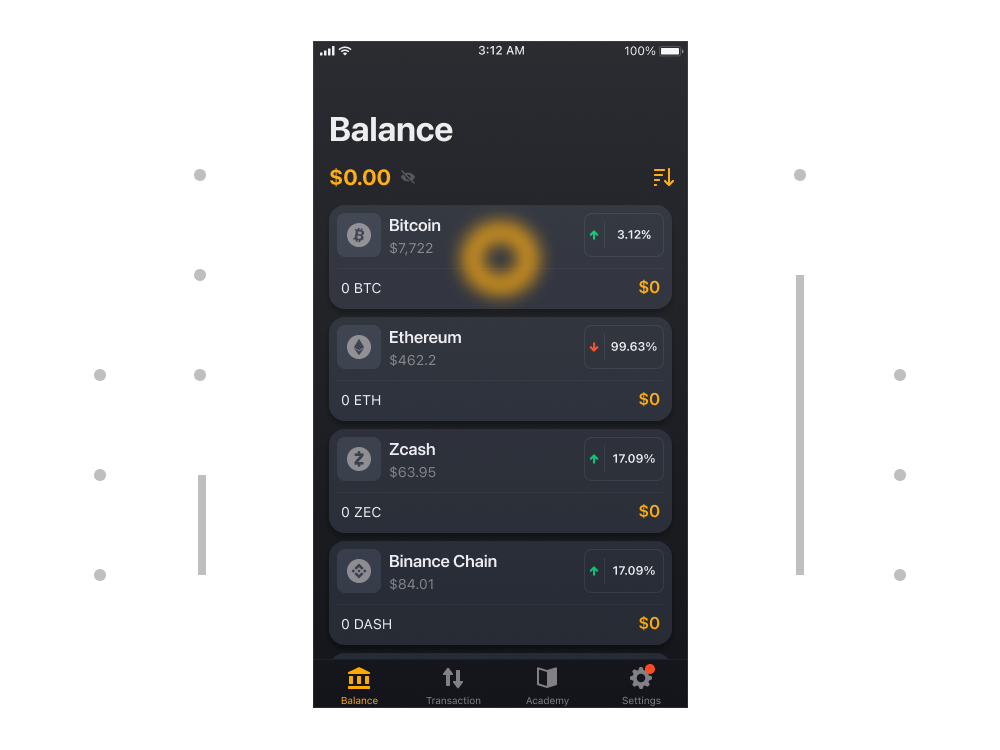 3:12 AM 100%
Balance
$0.00
Bitcoin
$7,722
3.12%
0 BTC $0
Ethereum
$462.2
99.63%
0 ETH $0
Zcash
$63.95
17.09%
0 ZEC $0
Binance Chain
$84.01
17.09%
0 DASH $0
Balance Transaction Academy Settings